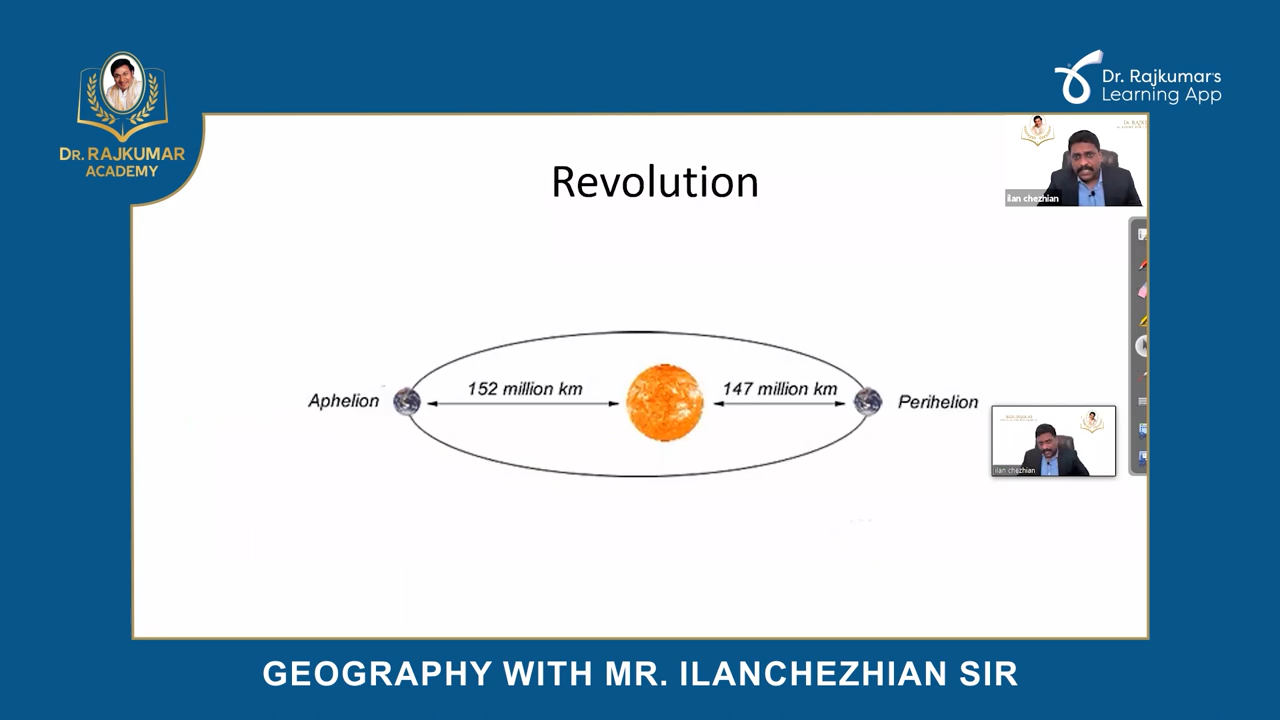 Dr. Rajkumar's
Learning App
DR. RAJKUMAR
ACADEMY
Revolution
ilan chezhian
152 million km
147 million km
Aphelion
Perihelion
ilan chezhian
GEOGRAPHY WITH MR. ILANCHEZHIAN SIR